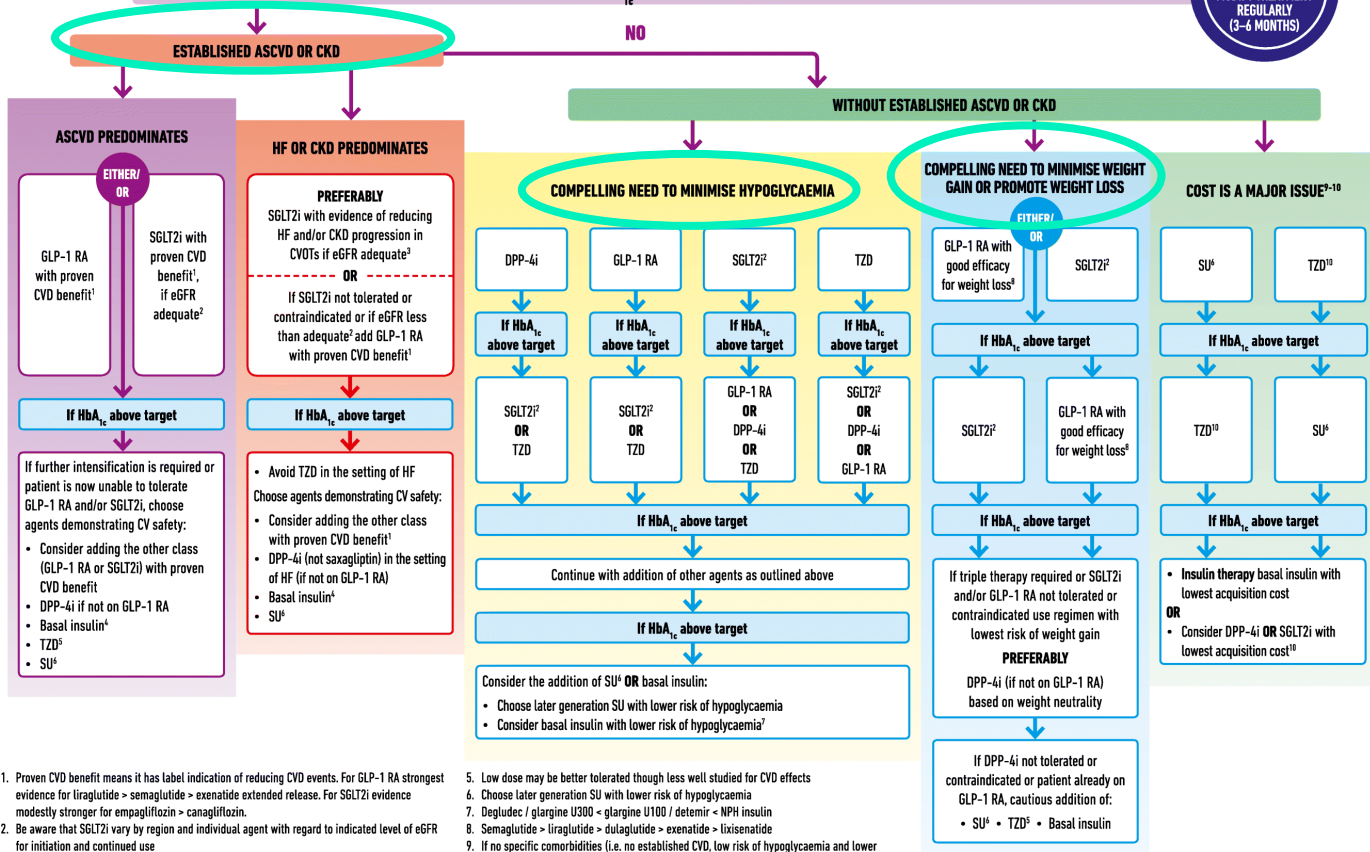 1c
REGULARLY
(3–6 MONTHS)
NO
ESTABLISHED ASCVD OR CKD
WITHOUT ESTABLISHED ASCVD OR CKD
ASCVD PREDOMINATES
EITHER/
OR
GLP-1 RA
with proven
CVD benefit¹
SGLT2i with
proven CVD
benefit¹,
if eGFR
adequate²
If HbA1c above target
If further intensification is required or
patient is now unable to tolerate
GLP-1 RA and/or SGLT2i, choose
agents demonstrating CV safety:
• Consider adding the other class
(GLP-1 RA or SGLT2i) with proven
CVD benefit
• DPP-4i if not on GLP-1 RA
• Basal insulin⁴
• TZD⁵
• SU⁶
HF OR CKD PREDOMINATES
PREFERABLY
SGLT2i with evidence of reducing
HF and/or CKD progression in
CVOTs if eGFR adequate³
OR
If SGLT2i not tolerated or
contraindicated or if eGFR less
than adequate² add GLP-1 RA
with proven CVD benefit¹
If HbA1c above target
• Avoid TZD in the setting of HF
Choose agents demonstrating CV safety:
• Consider adding the other class
with proven CVD benefit¹
• DPP-4i (not saxagliptin) in the setting
of HF (if not on GLP-1 RA)
• Basal insulin⁴
• SU⁶
COMPELLING NEED TO MINIMISE HYPOGLYCAEMIA
DPP-4i
GLP-1 RA
SGLT2i²
TZD
If HbA1c
above target
If HbA1c
above target
If HbA1c
above target
If HbA1c
above target
SGLT2i²
OR
TZD
SGLT2i²
OR
TZD
GLP-1 RA
OR
DPP-4i
OR
TZD
SGLT2i²
OR
DPP-4i
OR
GLP-1 RA
If HbA1c above target
Continue with addition of other agents as outlined above
If HbA1c above target
Consider the addition of SU⁶ OR basal insulin:
• Choose later generation SU with lower risk of hypoglycaemia
• Consider basal insulin with lower risk of hypoglycaemia⁷
COMPELLING NEED TO MINIMISE WEIGHT
GAIN OR PROMOTE WEIGHT LOSS
EITHER/
OR
GLP-1 RA with
good efficacy
for weight loss⁸
SGLT2i²
If HbA1c above target
SGLT2i²
GLP-1 RA with
good efficacy
for weight loss⁸
If HbA1c above target
If triple therapy required or SGLT2i
and/or GLP-1 RA not tolerated or
contraindicated use regimen with
lowest risk of weight gain
PREFERABLY
DPP-4i (if not on GLP-1 RA)
based on weight neutrality
If DPP-4i not tolerated or
contraindicated or patient already on
GLP-1 RA, cautious addition of:
• SU⁶ • TZD⁵ • Basal insulin
COST IS A MAJOR ISSUE⁹⁻¹⁰
SU⁶
TZD¹⁰
If HbA1c above target
TZD¹⁰
SU⁶
If HbA1c above target
• Insulin therapy basal insulin with
lowest acquisition cost
OR
• Consider DPP-4i OR SGLT2i with
lowest acquisition cost¹⁰
1. Proven CVD benefit means it has label indication of reducing CVD events. For GLP-1 RA strongest
evidence for liraglutide > semaglutide > exenatide extended release. For SGLT2i evidence
modestly stronger for empagliflozin > canagliflozin.
2. Be aware that SGLT2i vary by region and individual agent with regard to indicated level of eGFR
for initiation and continued use
5. Low dose may be better tolerated though less well studied for CVD effects
6. Choose later generation SU with lower risk of hypoglycaemia
7. Degludec / glargine U300 < glargine U100 / detemir < NPH insulin
8. Semaglutide > liraglutide > dulaglutide > exenatide > lixisenatide
9. If no specific comorbidities (i.e. no established CVD, low risk of hypoglycaemia and lower